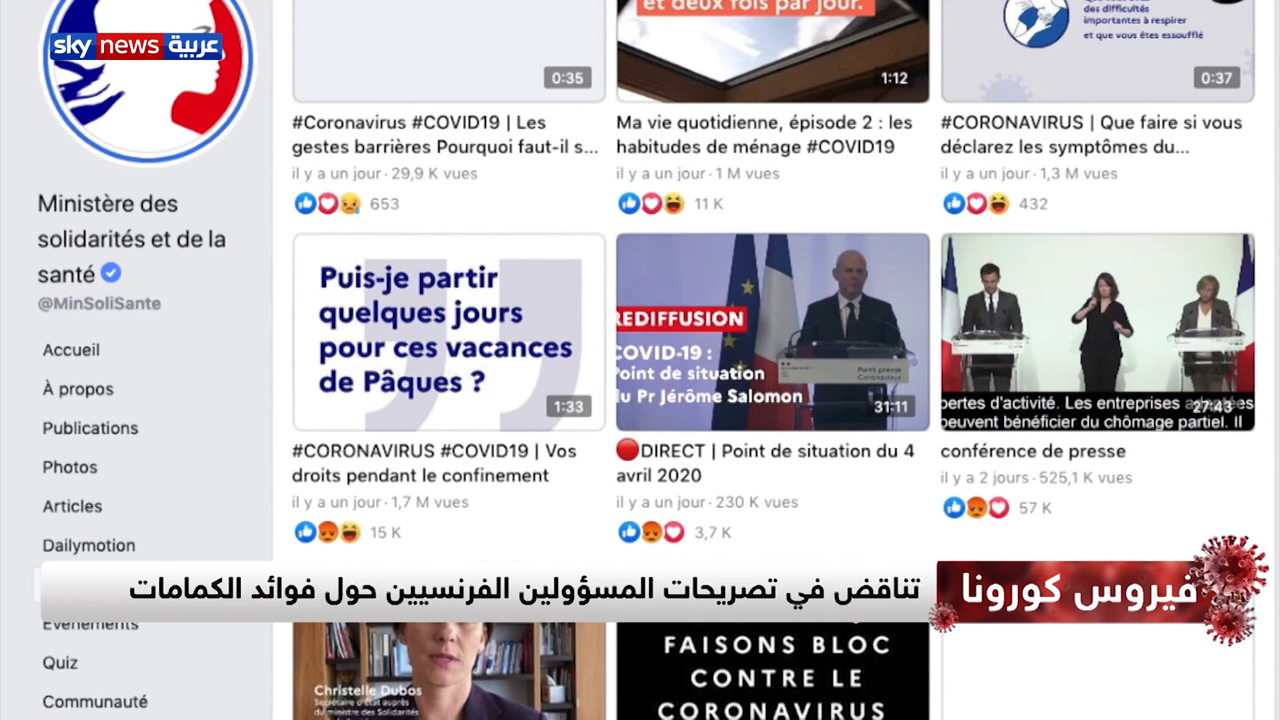 et deux fois par jour.
des difficultés
importantes à respirer
et que vous êtes essoufflé
sky news عربية
0:35
1:12
0:37
#Coronavirus #COVID19 | Les
gestes barrières Pourquoi faut-il s...
il y a un jour · 29,9 K vues
653
Ma vie quotidienne, épisode 2 : les
habitudes de ménage #COVID19
il y a un jour · 1 M vues
11 K
#CORONAVIRUS | Que faire si vous
déclarez les symptômes du...
il y a un jour · 1,3 M vues
432
Ministère des
solidarités et de la
santé
@MinSoliSante
Accueil
À propos
Publications
Photos
Articles
Dailymotion
Événements
Quiz
Communauté
Puis-je partir
quelques jours
pour ces vacances
de Pâques ?
1:33
#CORONAVIRUS #COVID19 | Vos
droits pendant le confinement
il y a un jour · 1,7 M vues
15 K
REDIFFUSION
COVID-19 :
Point de situation
du Pr Jérôme Salomon
Point presse
Coronavirus
31:11
DIRECT | Point de situation du 4
avril 2020
il y a un jour · 230 K vues
3,7 K
pertes d'activité. Les entreprises
peuvent bénéficier du chômage partiel. Il
27:43
conférence de presse
il y a 2 jours · 525,1 K vues
57 K
فيروس كورونا
تناقض في تصريحات المسؤولين الفرنسيين حول فوائد الكمامات
Christelle Dubos
Secrétaire d'état auprès
du ministre des Solidarités
FAISONS BLOC
CONTRE LE
CORONAVIRUS